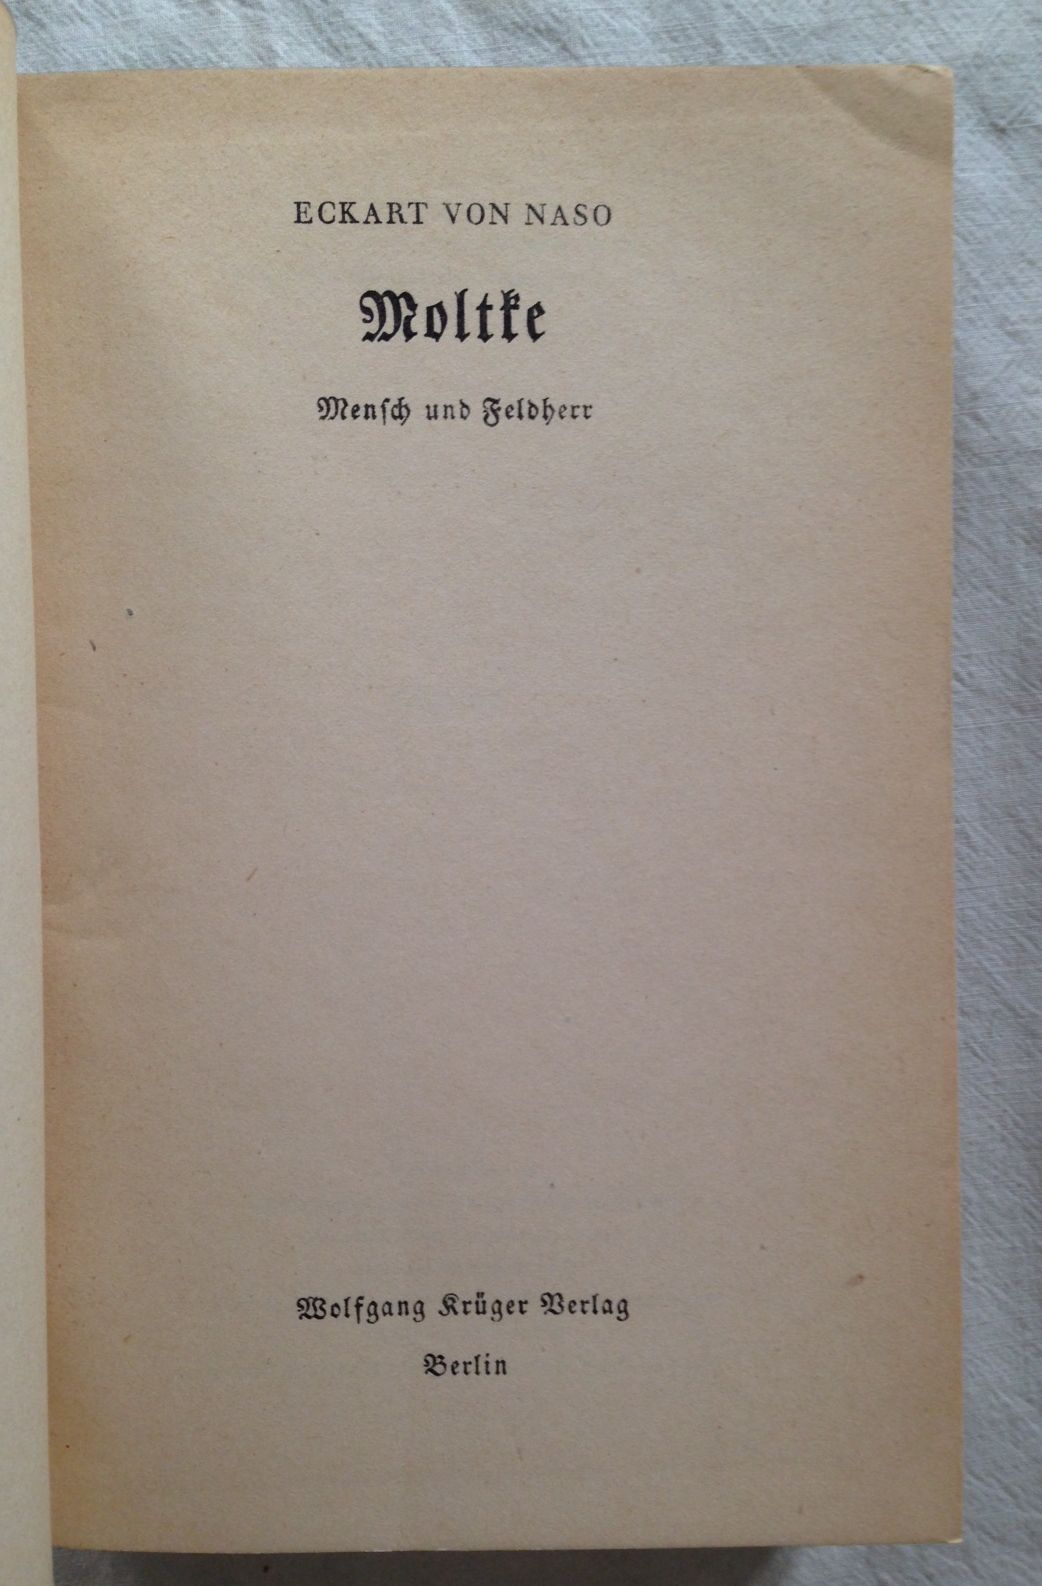 ECKART VON NASO
Moltke
Menſch und Feldherr
Wolfgang Krüger Verlag
Berlin